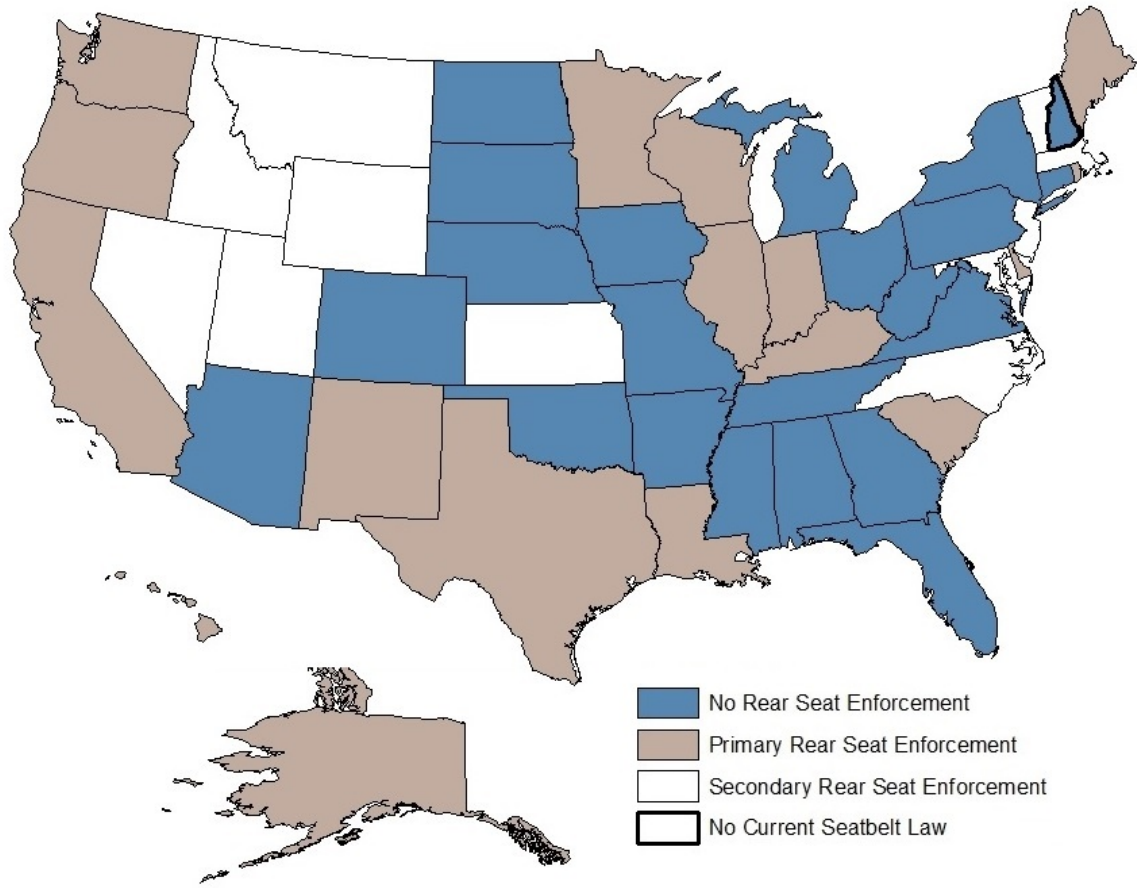 No Rear Seat Enforcement
Primary Rear Seat Enforcement
Secondary Rear Seat Enforcement
No Current Seatbelt Law